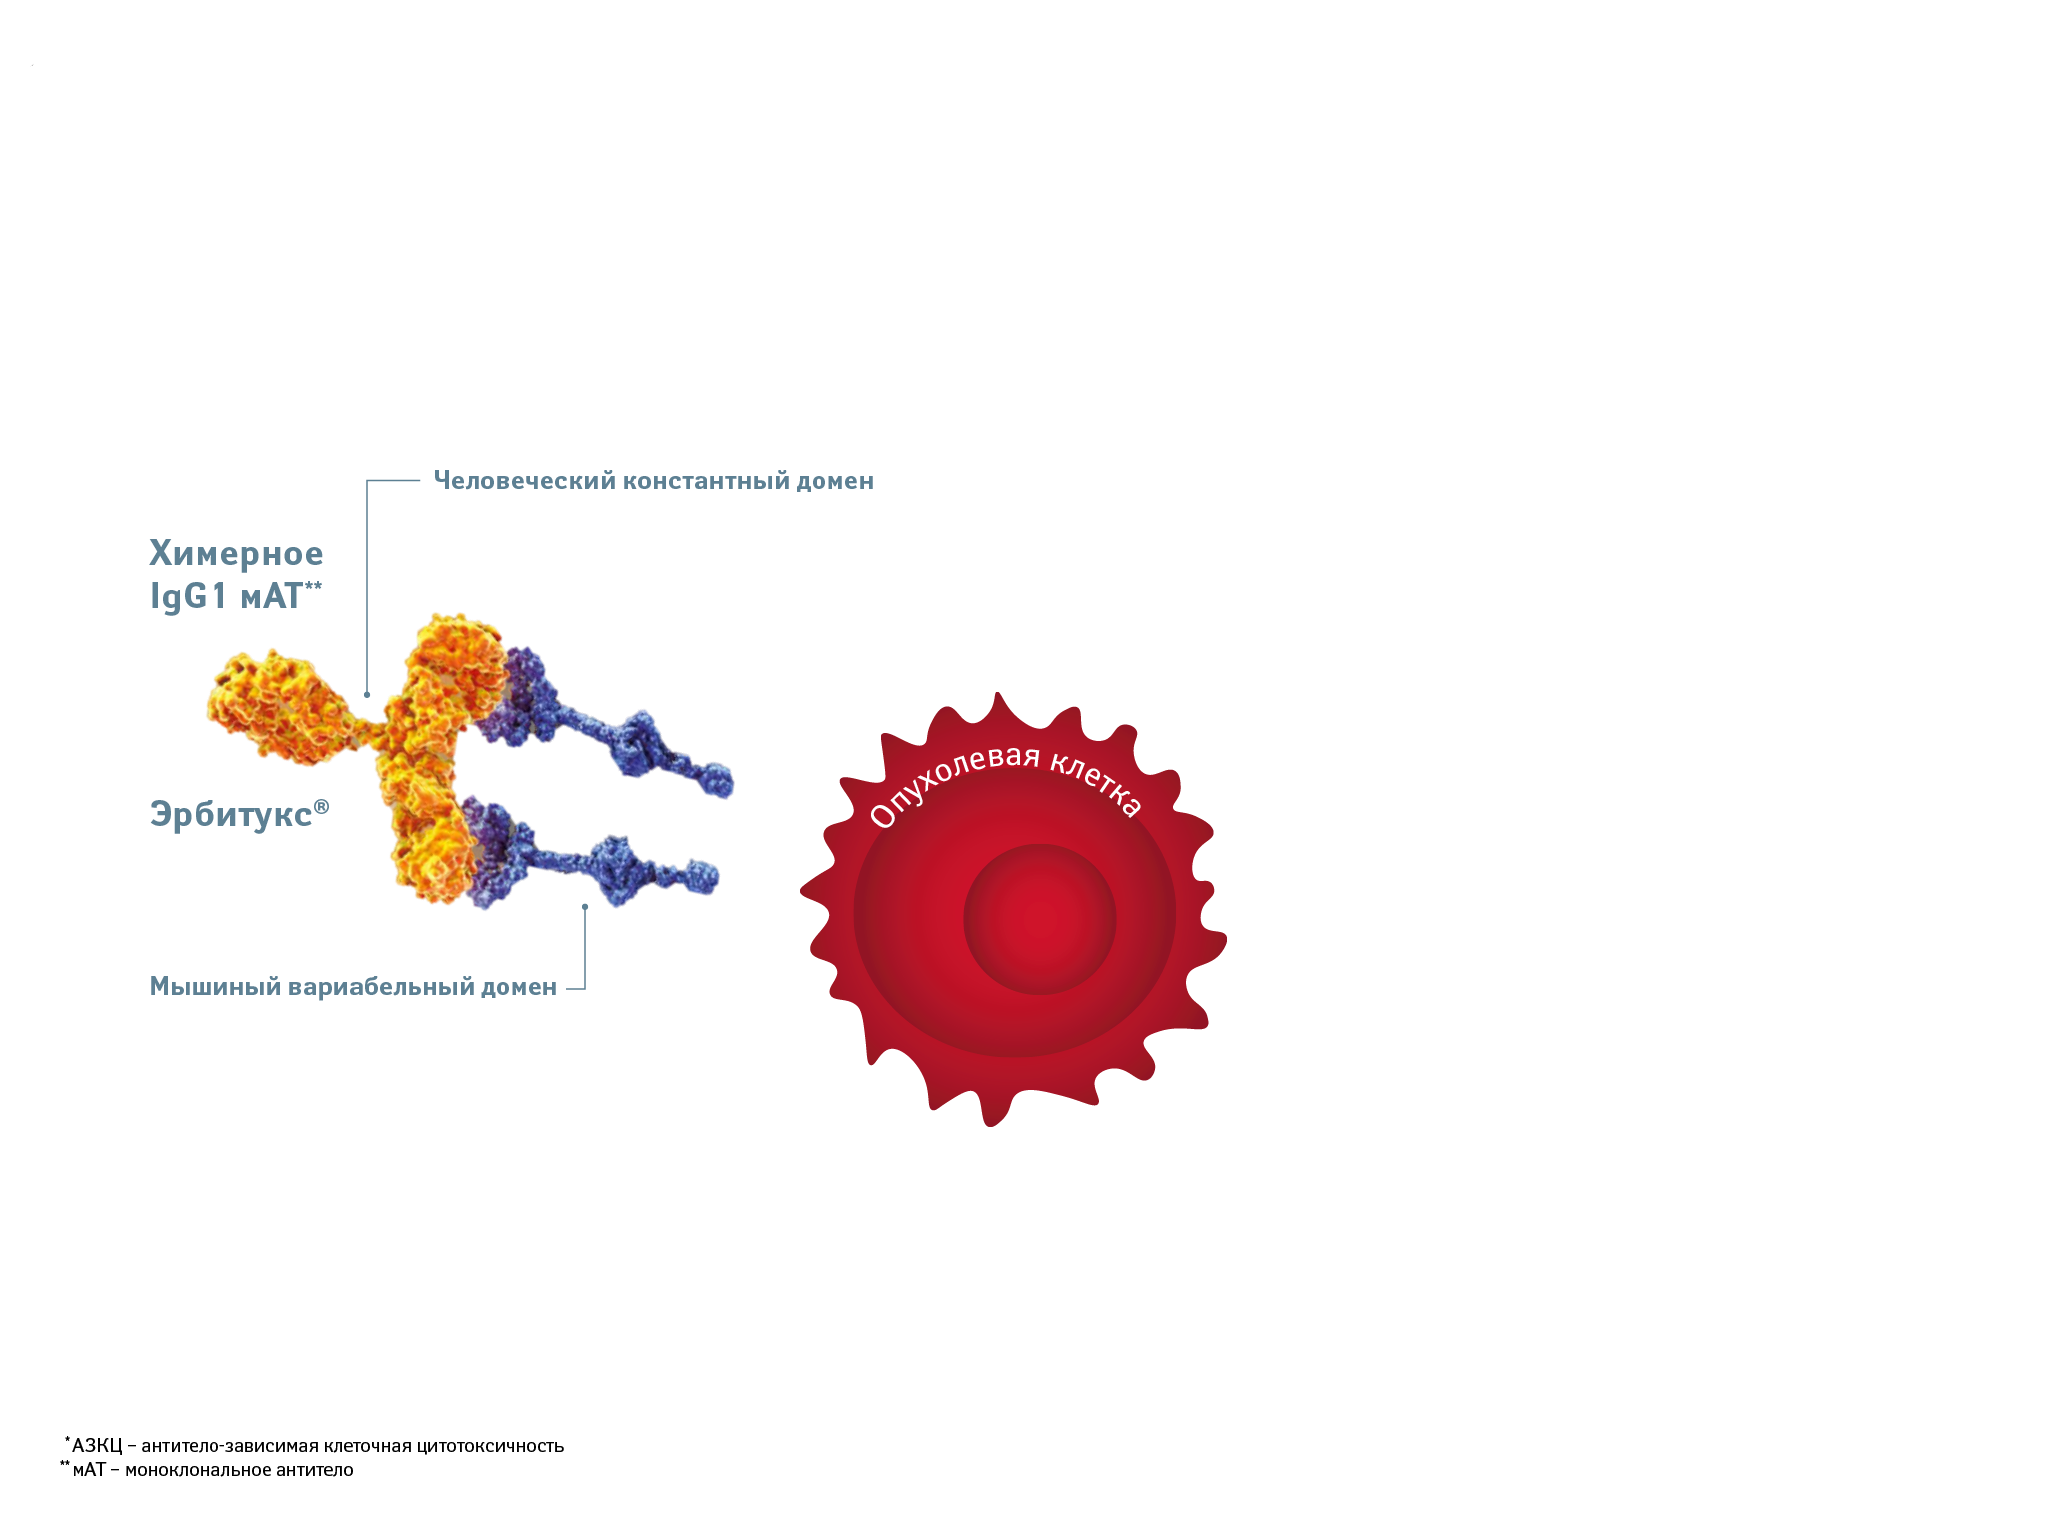 Человеческий константный домен
Химерное
IgG1 мАТ**
Опухолевая клетка
Эрбитукс®
Мышиный вариабельный домен
*АЗКЦ – антитело-зависимая клеточная цитотоксичность
**мАТ – моноклональное антитело